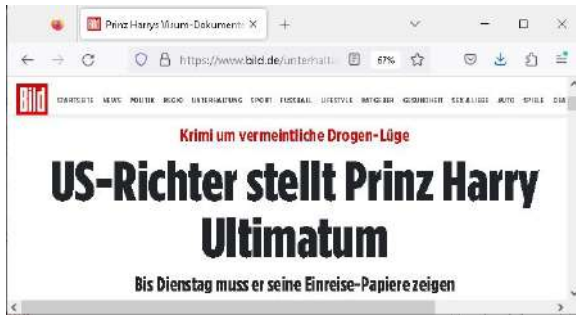 Prinz Harrys Visum-Dokument
https://www.bild.de/unterhalt
67%
Bild
STARTSEITE NEWS POLITIK REGIO UNTERHALTUNG SPORT FUSSBALL LIFESTYLE RATGEBER GESUNDHEIT SEX & LIEBE AUTO SPIELE
Krimi um vermeintliche Drogen-Lüge
US-Richter stellt Prinz Harry
Ultimatum
Bis Dienstag muss er seine Einreise-Papiere zeigen